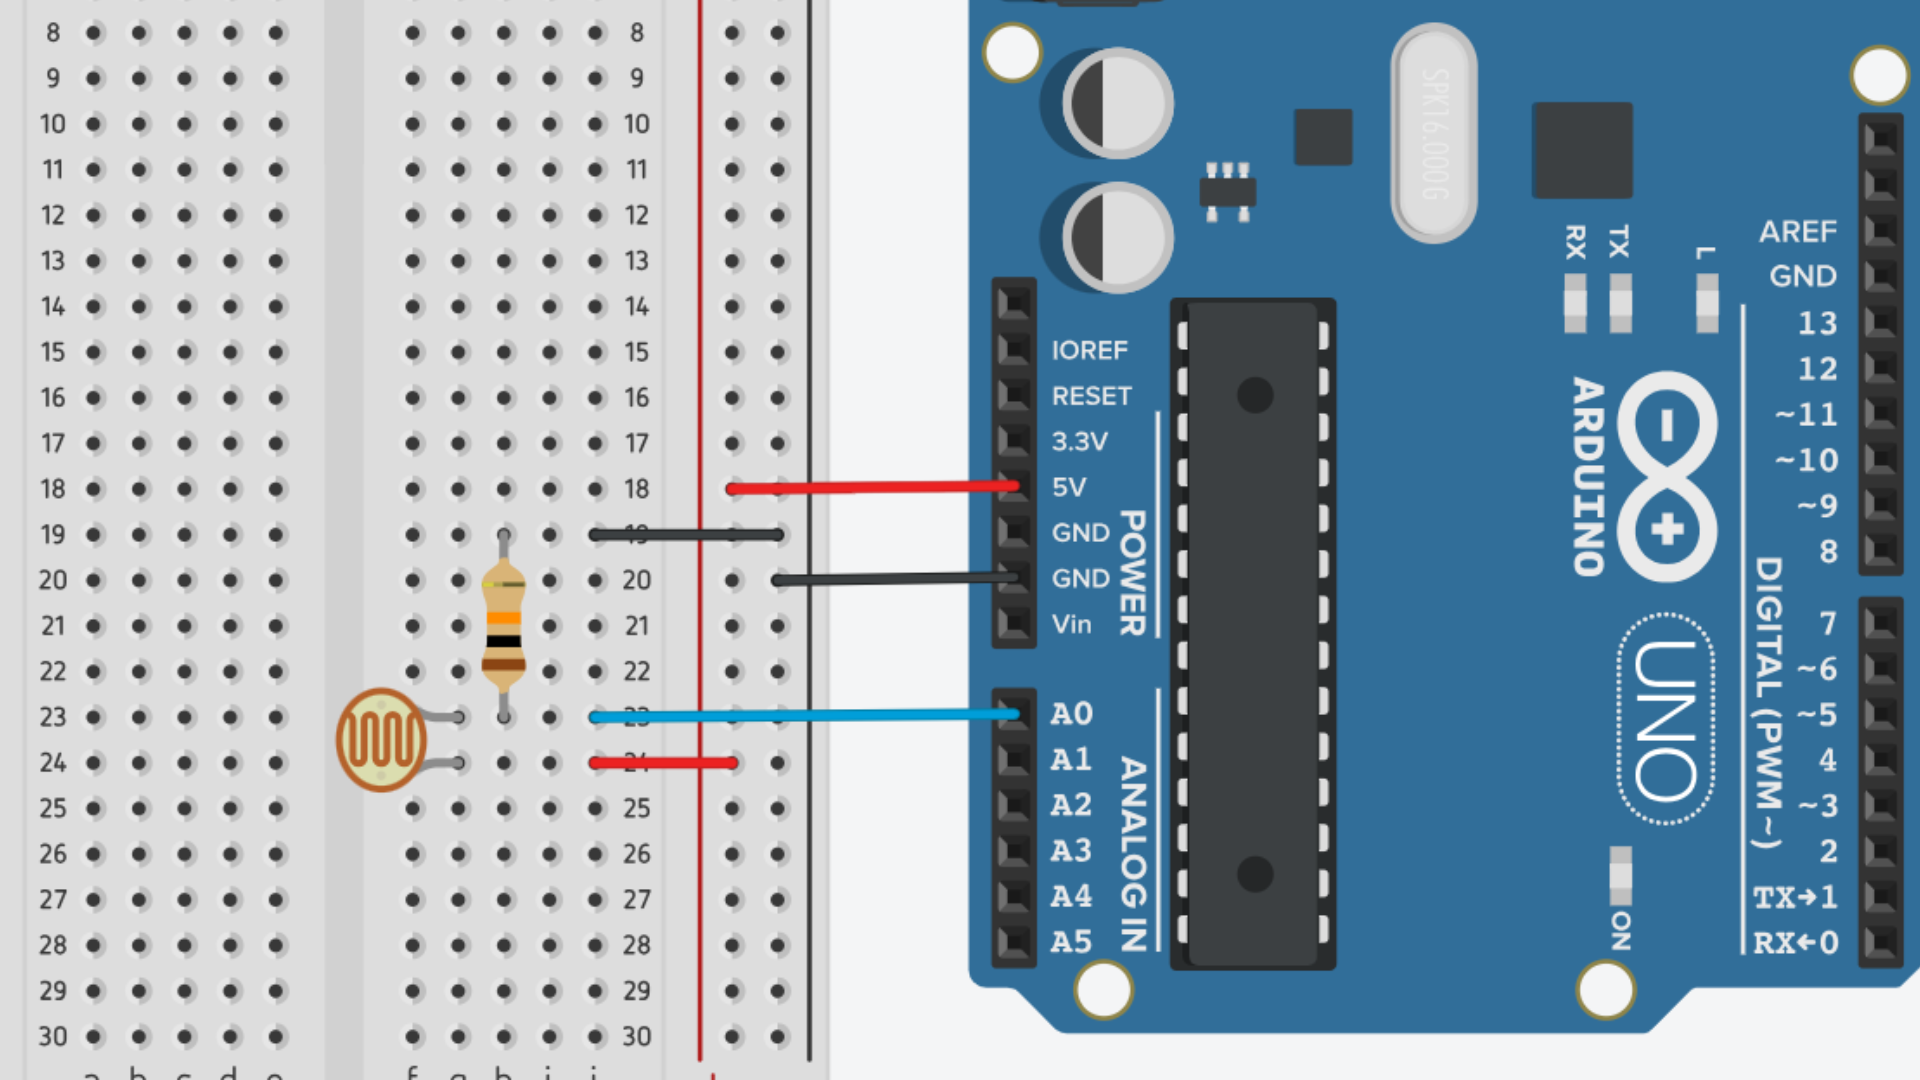 8 8
9 9
10 10
11 11
12 12
13 13
14 14
15 15
16 16
17 17
18 18
19 19
20 20
21 21
22 22
23 23
24 24
25 25
26 26
27 27
28 28
29 29
30 30
SPK16.000G
RX TX L
IOREF
RESET
3.3V
5V
GND
GND
Vin
POWER
A0
A1
A2
A3
A4
A5
ANALOG IN
ARDUINO
UNO
ON
AREF
GND
13
12
~11
~10
~9
8
7
~6
~5
4
~3
2
TX→1
RX←0
DIGITAL (PWM ~)